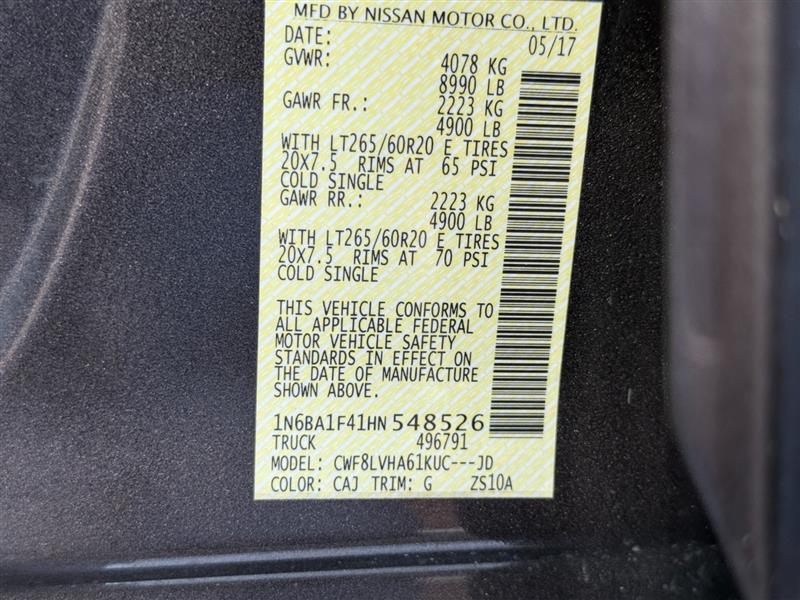 MFD BY NISSAN MOTOR CO., LTD.
DATE: 05/17
GVWR: 4078 KG
8990 LB
GAWR FR.: 2223 KG
4900 LB
WITH LT265/60R20 E TIRES
20X7.5 RIMS AT 65 PSI
COLD SINGLE
GAWR RR.: 2223 KG
4900 LB
WITH LT265/60R20 E TIRES
20X7.5 RIMS AT 70 PSI
COLD SINGLE
THIS VEHICLE CONFORMS TO
ALL APPLICABLE FEDERAL
MOTOR VEHICLE SAFETY
STANDARDS IN EFFECT ON
THE DATE OF MANUFACTURE
SHOWN ABOVE.
1N6BA1F41HN548526
TRUCK 496791
MODEL: CWF8LVHA61KUC---JD
COLOR: CAJ TRIM: G ZS10A